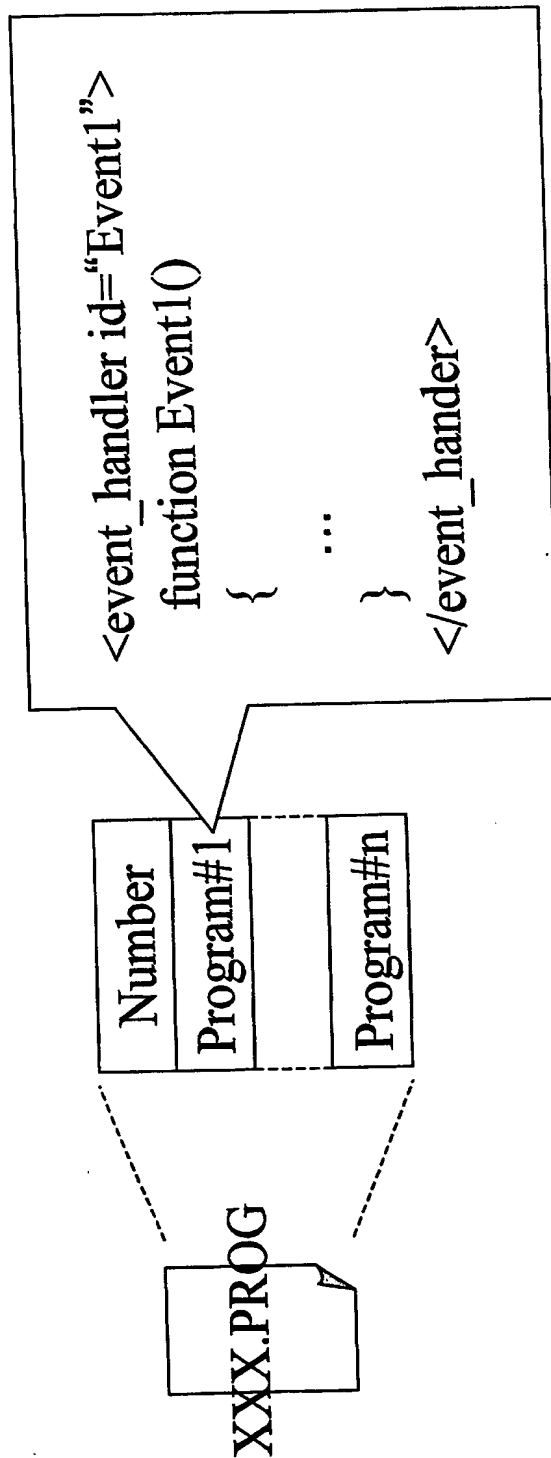 XXX.PROG
Number
Program#1
Program#n
<event_handler id=“Event1”>
function Event1()
{
...
}
</event_hander>